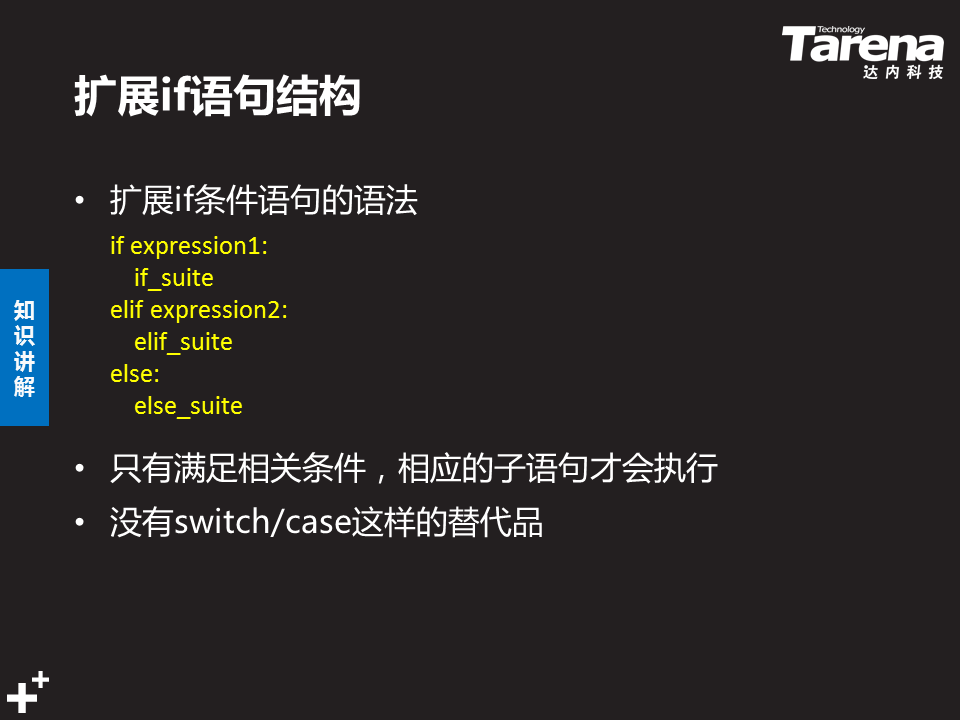 Technology
Tarena
达内科技
扩展if语句结构
• 扩展if条件语句的语法
if expression1:
    if_suite
elif expression2:
    elif_suite
else:
    else_suite
知识讲解
• 只有满足相关条件，相应的子语句才会执行
• 没有switch/case这样的替代品